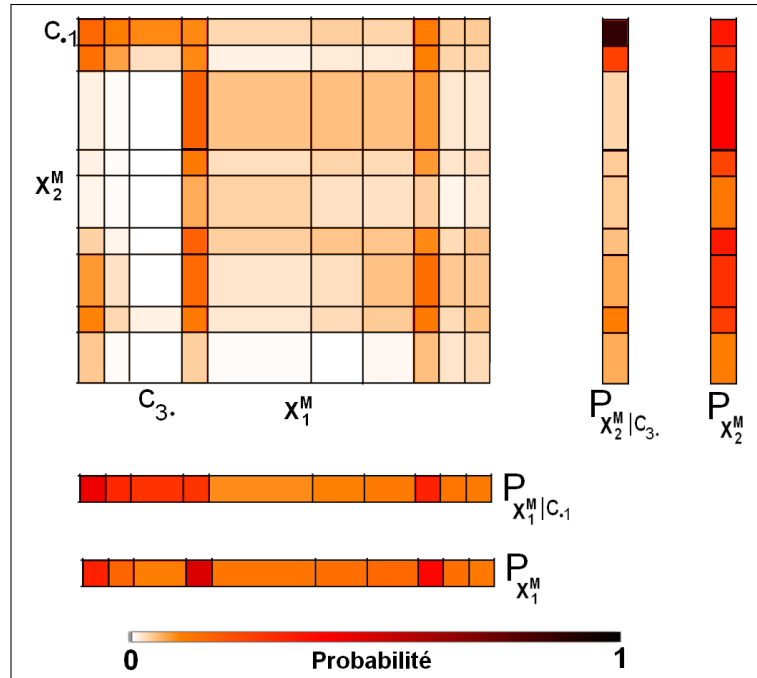 C.1
X2M
C3.
X1M
PX2M|C3.
PX2M
PX1M|C.1
PX1M
0
Probabilité
1